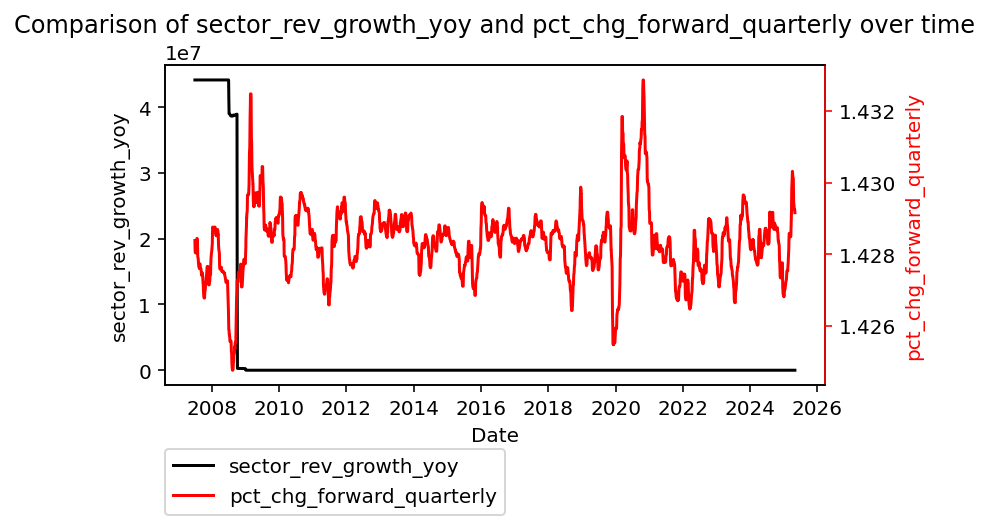 Comparison of sector_rev_growth_yoy and pct_chg_forward_quarterly over time
1e7
4
3
2
1
0
sector_rev_growth_yoy
1.432
1.430
1.428
1.426
pct_chg_forward_quarterly
2008 2010 2012 2014 2016 2018 2020 2022 2024 2026
Date
sector_rev_growth_yoy
pct_chg_forward_quarterly